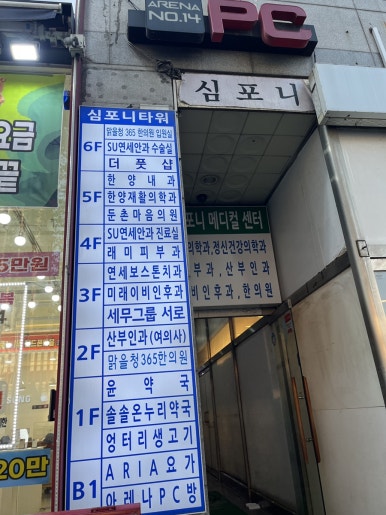 ARENA
NO.14 PC
심포니
심포니타워
6F
맑을청 365 한의원 입원실
SU연세안과 수술실
더풋샵
5F
한양내과
한양재활의학과
둔촌마음의원
4F
SU연세안과 진료실
래미피부과
3F
연세보스톤치과
미래이비인후과
세무그룹 서로
2F
산부인과(여의사)
맑을청365한의원
1F
윤약국
솔솔온누리약국
엉터리생고기
B1
ARIA요가
아레나PC방
포니 메디컬 센터
의학과,정신건강의학과
부과,산부인과
비인후과,한의원
요금
5만원
20만